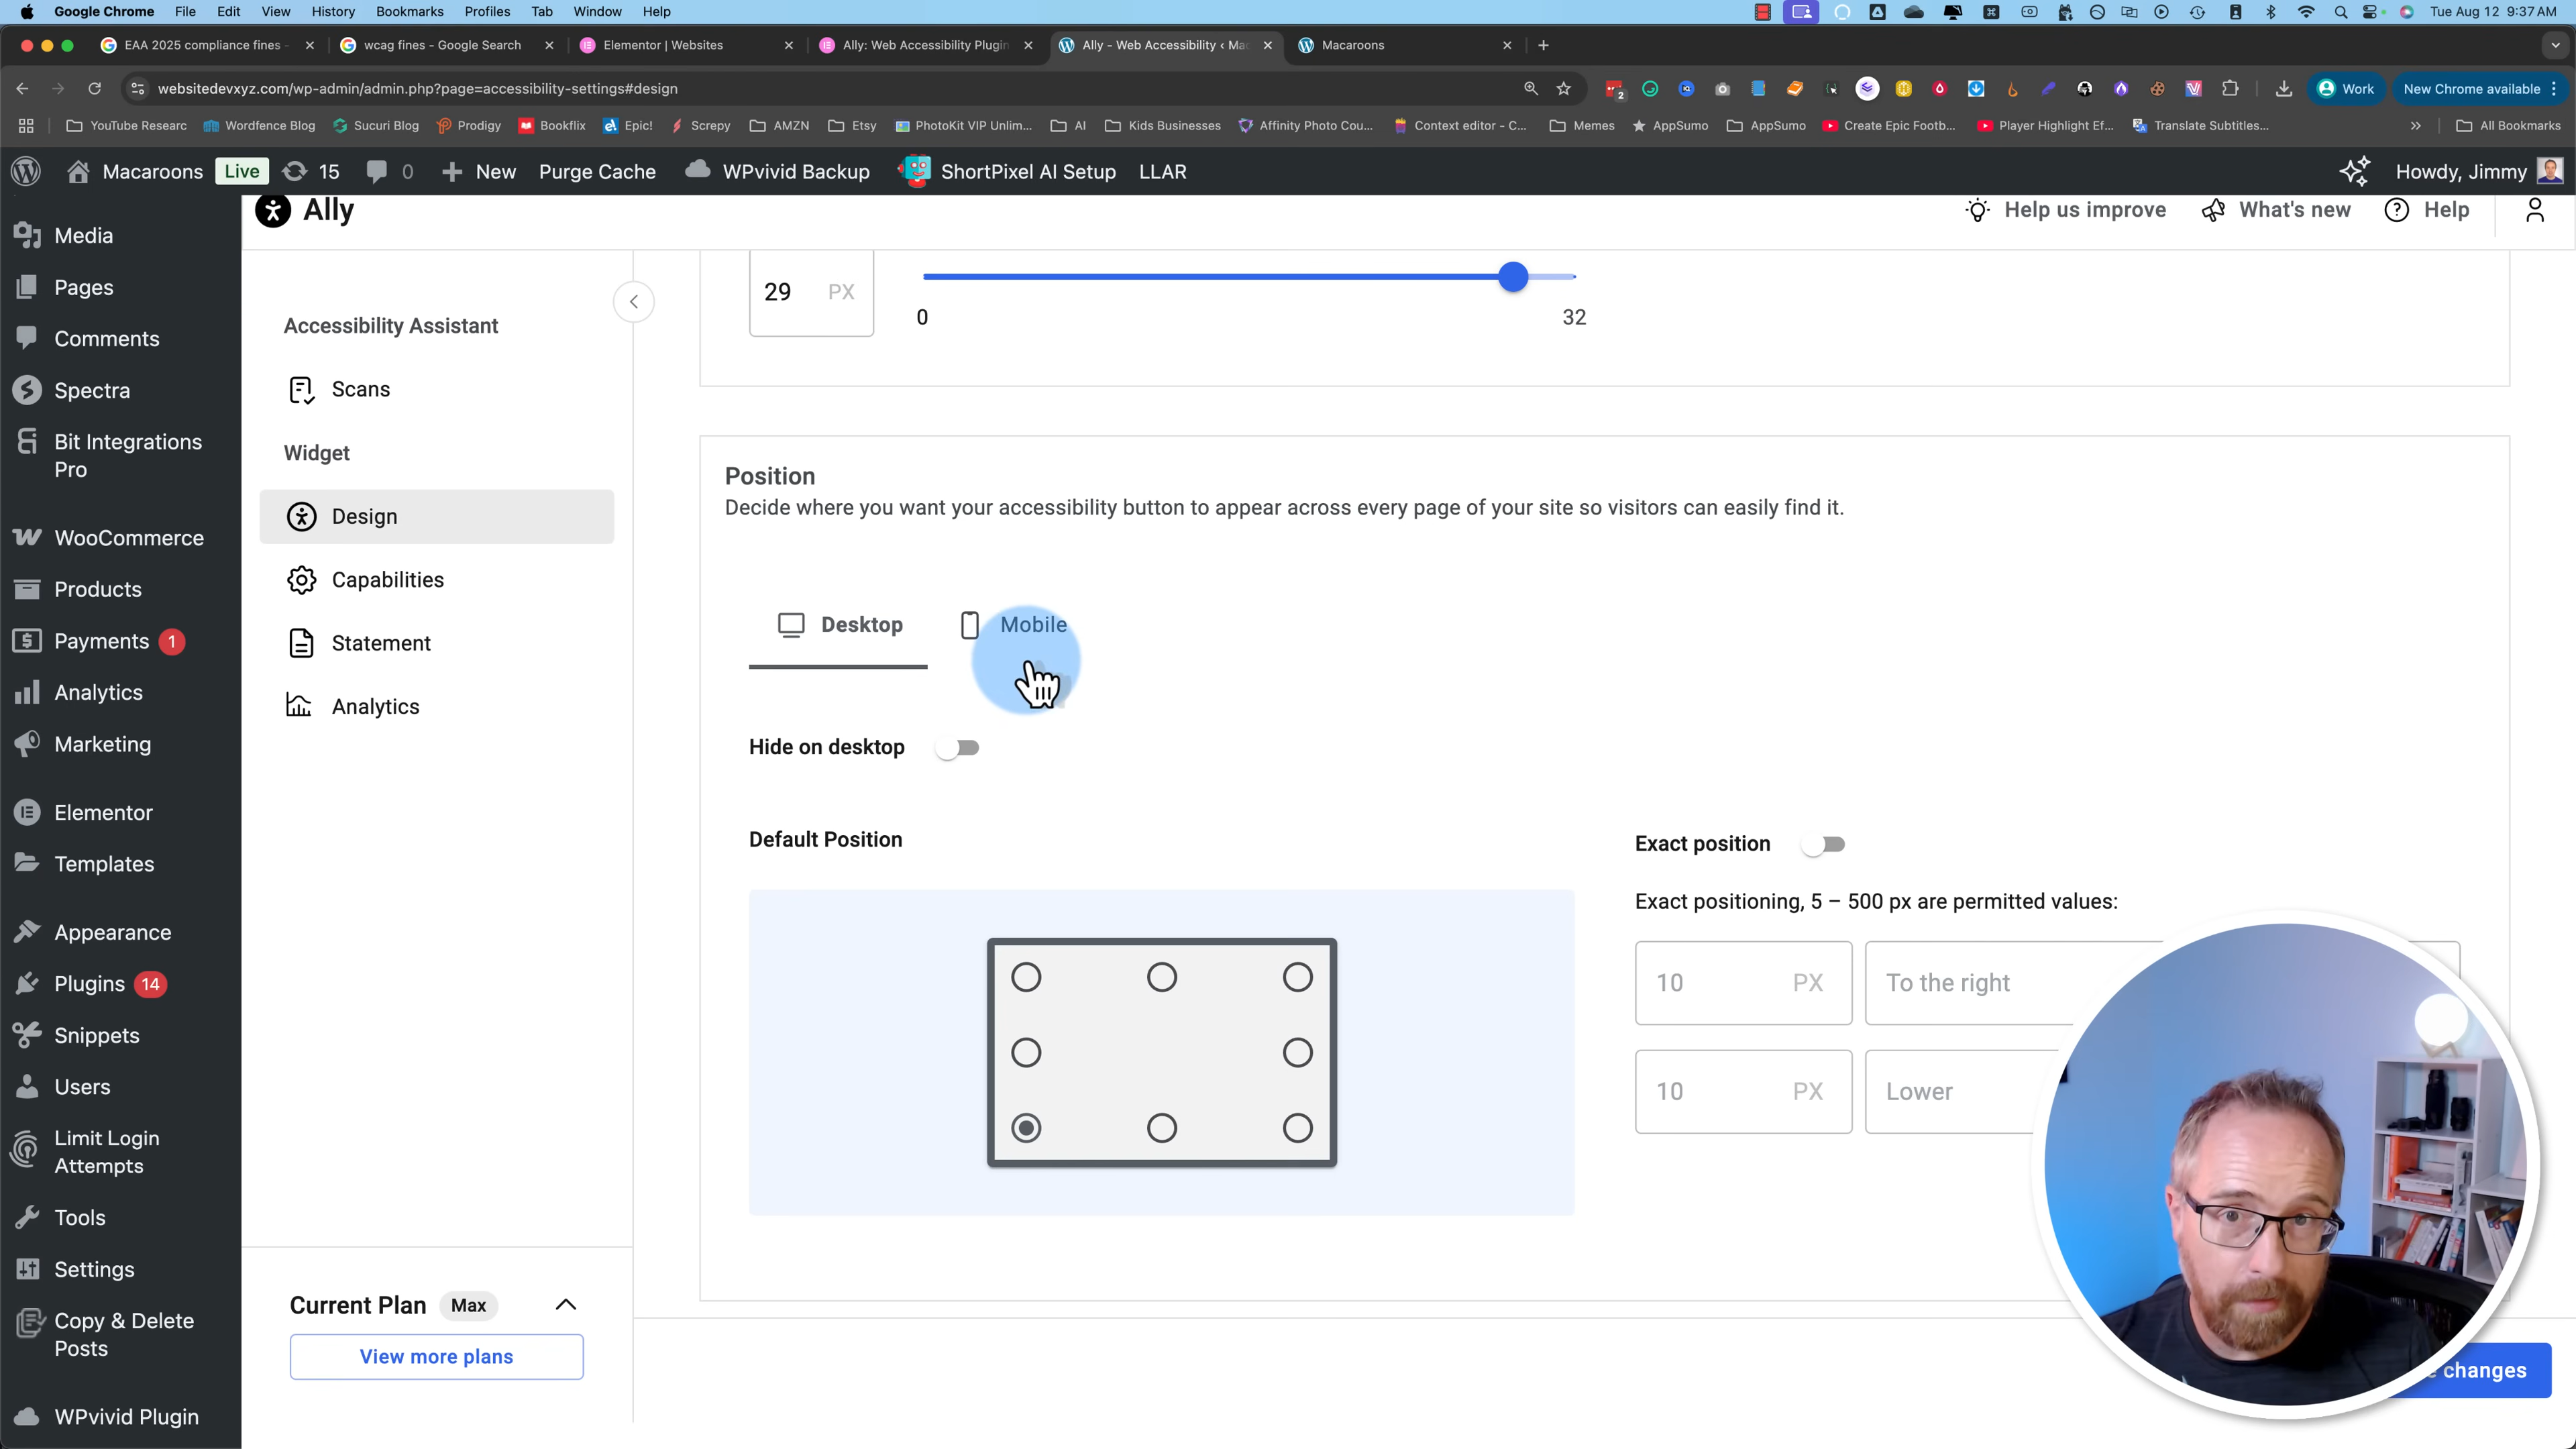 Google Chrome File Edit View History Bookmarks Profiles Tab Window Help Tue Aug 12 9:37 AM
EAA 2025 compliance fines - wcag fines - Google Search Elementor | Websites Ally: Web Accessibility Plugin Ally - Web Accessibility ‹ Mac Macaroons
websitedevxyz.com/wp-admin/admin.php?page=accessibility-settings#design 2 Work New Chrome available
YouTube Researc Wordfence Blog Sucuri Blog Prodigy Bookflix Epic! Screpy AMZN Etsy PhotoKit VIP Unlim... AI Kids Businesses Affinity Photo Cou... Context editor - C... Memes AppSumo AppSumo Create Epic Footb... Player Highlight Ef... Translate Subtitles... All Bookmarks
Macaroons Live 15 0 New Purge Cache WPvivid Backup ShortPixel AI Setup LLAR Howdy, Jimmy
Ally Help us improve What's new Help
Media
Pages
Comments
Spectra
Bit Integrations
Pro
WooCommerce
Products
Payments 1
Analytics
Marketing
Elementor
Templates
Appearance
Plugins 14
Snippets
Users
Limit Login
Attempts
Tools
Settings
Copy & Delete
Posts
WPvivid Plugin
Accessibility Assistant
Scans
Widget
Design
Capabilities
Statement
Analytics
Current Plan Max
View more plans
29 PX
0 32
Position
Decide where you want your accessibility button to appear across every page of your site so visitors can easily find it.
Desktop Mobile
Hide on desktop
Default Position
Exact position
Exact positioning, 5 – 500 px are permitted values:
10 PX To the right
10 PX Lower
changes